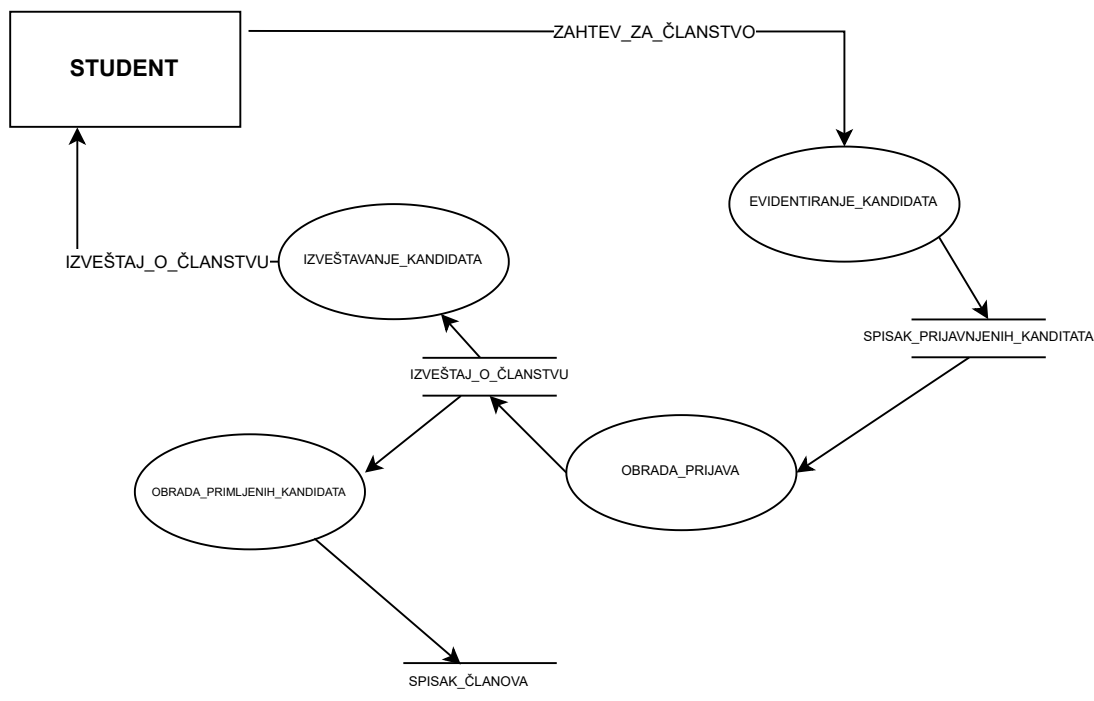 STUDENT
ZAHTEV_ZA_ČLANSTVO
EVIDENTIRANJE_KANDIDATA
IZVEŠTAJ_O_ČLANSTVU
IZVEŠTAVANJE_KANDIDATA
SPISAK_PRIJAVNJENIH_KANDITATA
IZVEŠTAJ_O_ČLANSTVU
OBRADA_PRIJAVA
OBRADA_PRIMLJENIH_KANDIDATA
SPISAK_ČLANOVA